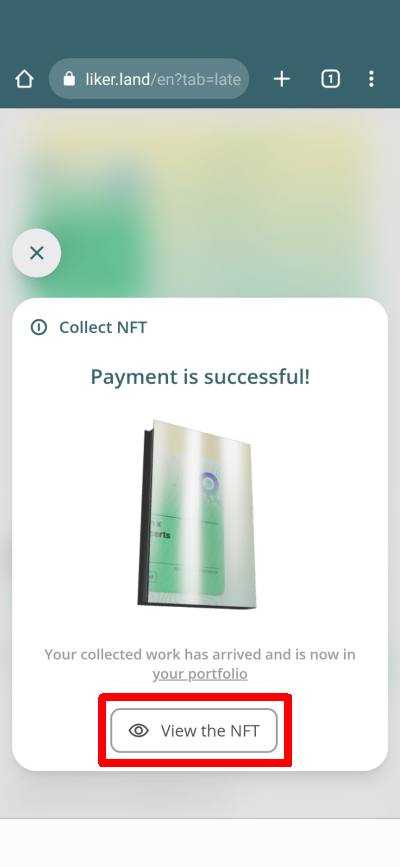 liker.land/en?tab=late
1
Collect NFT
Payment is successful!
Your collected work has arrived and is now in
your portfolio
View the NFT